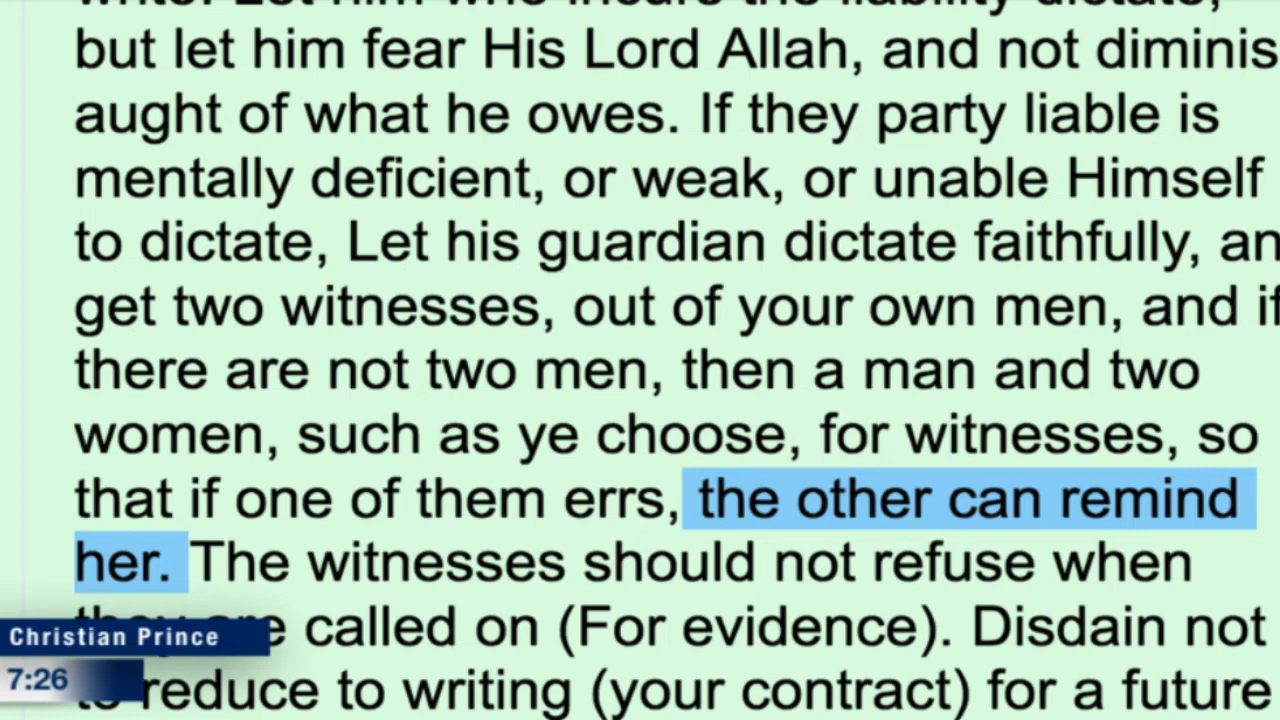 but let him fear His Lord Allah, and not diminis
aught of what he owes. If they party liable is
mentally deficient, or weak, or unable Himself
to dictate, Let his guardian dictate faithfully, an
get two witnesses, out of your own men, and if
there are not two men, then a man and two
women, such as ye choose, for witnesses, so
that if one of them errs, the other can remind
her. The witnesses should not refuse when
they are called on (For evidence). Disdain not
to reduce to writing (your contract) for a future
Christian Prince
7:26